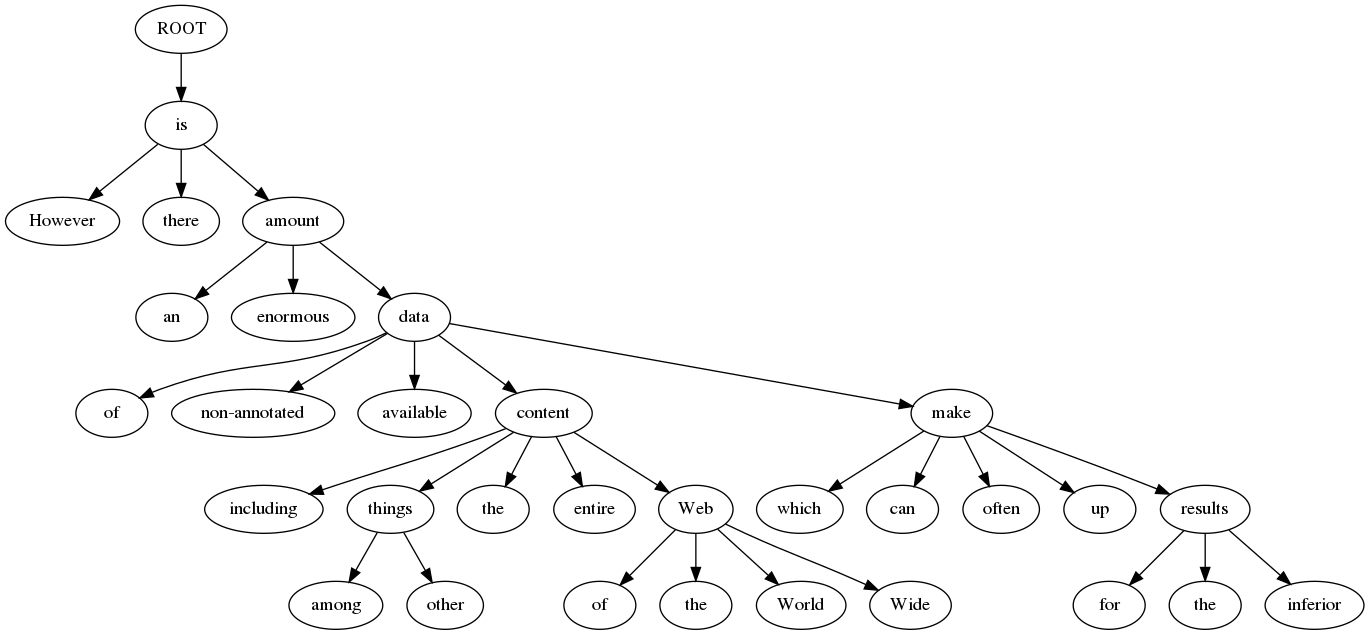 ROOT
is
However there amount
an enormous data
of non-annotated available content make
including things the entire Web which can often up results
among other of the World Wide for the inferior